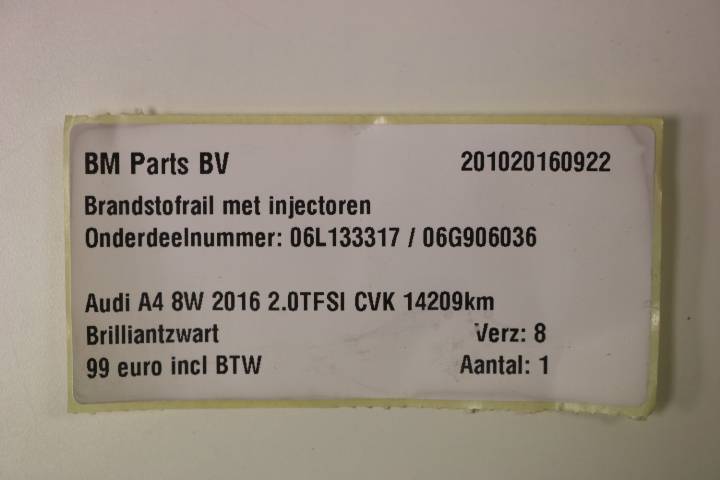 BM Parts BV 201020160922
Brandstofrail met injectoren
Onderdeelnummer: 06L133317 / 06G906036
Audi A4 8W 2016 2.0TFSI CVK 14209km
Brilliantzwart Verz: 8
99 euro incl BTW Aantal: 1